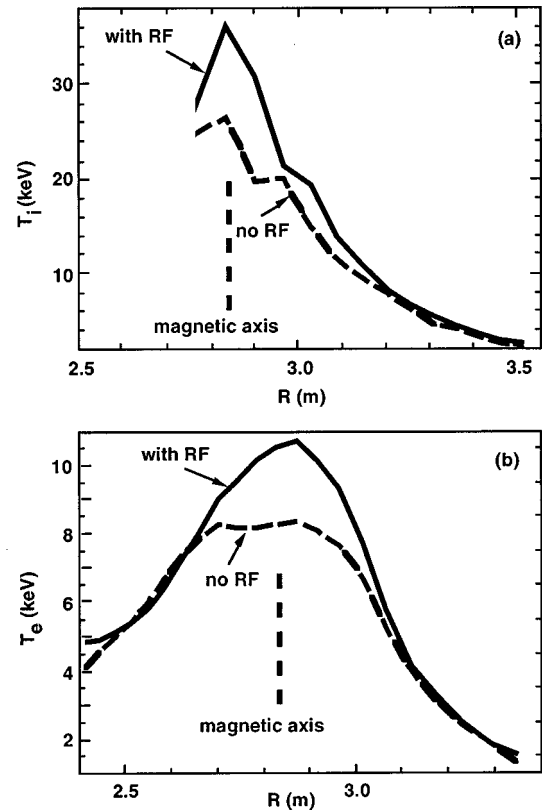 (a)
with RF
30
20
10
T_i (keV)
no RF
magnetic axis
2.5 3.0 3.5
R (m)
(b)
with RF
10
8
6
4
2
T_e (keV)
no RF
magnetic axis
2.5 3.0
R (m)